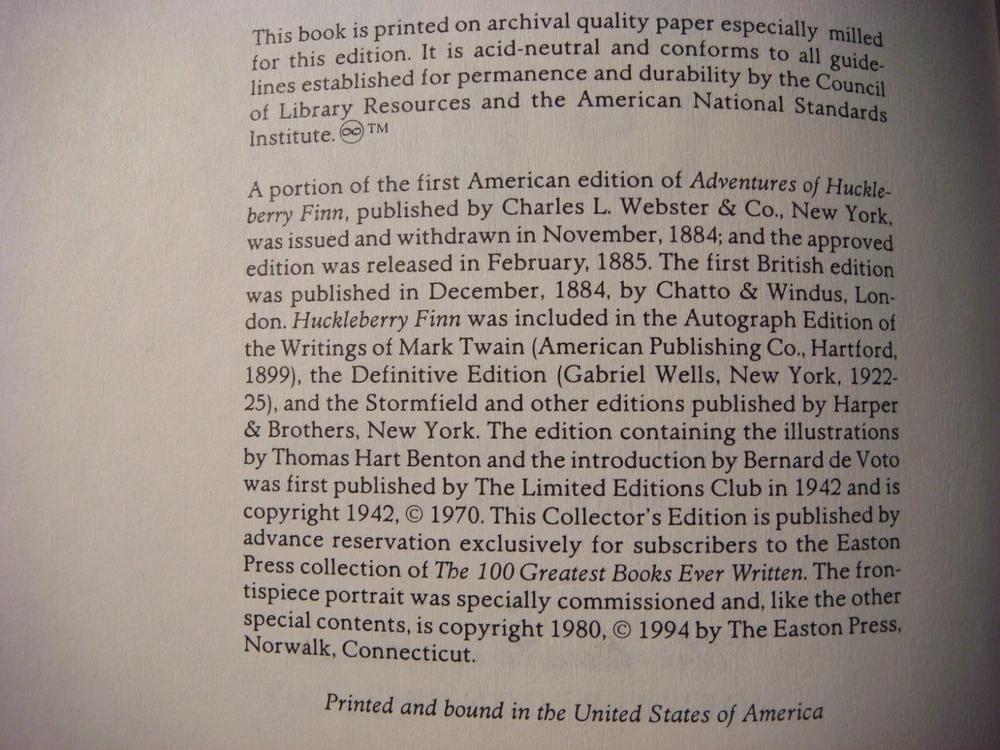 This book is printed on archival quality paper especially milled
for this edition. It is acid-neutral and conforms to all guide-
lines established for permanence and durability by the Council
of Library Resources and the American National Standards
Institute. ♾™
A portion of the first American edition of Adventures of Huckle-
berry Finn, published by Charles L. Webster & Co., New York,
was issued and withdrawn in November, 1884; and the approved
edition was released in February, 1885. The first British edition
was published in December, 1884, by Chatto & Windus, Lon-
don. Huckleberry Finn was included in the Autograph Edition of
the Writings of Mark Twain (American Publishing Co., Hartford,
1899), the Definitive Edition (Gabriel Wells, New York, 1922-
25), and the Stormfield and other editions published by Harper
& Brothers, New York. The edition containing the illustrations
by Thomas Hart Benton and the introduction by Bernard de Voto
was first published by The Limited Editions Club in 1942 and is
copyright 1942, © 1970. This Collector's Edition is published by
advance reservation exclusively for subscribers to the Easton
Press collection of The 100 Greatest Books Ever Written. The fron-
tispiece portrait was specially commissioned and, like the other
special contents, is copyright 1980, © 1994 by The Easton Press,
Norwalk, Connecticut.
Printed and bound in the United States of America